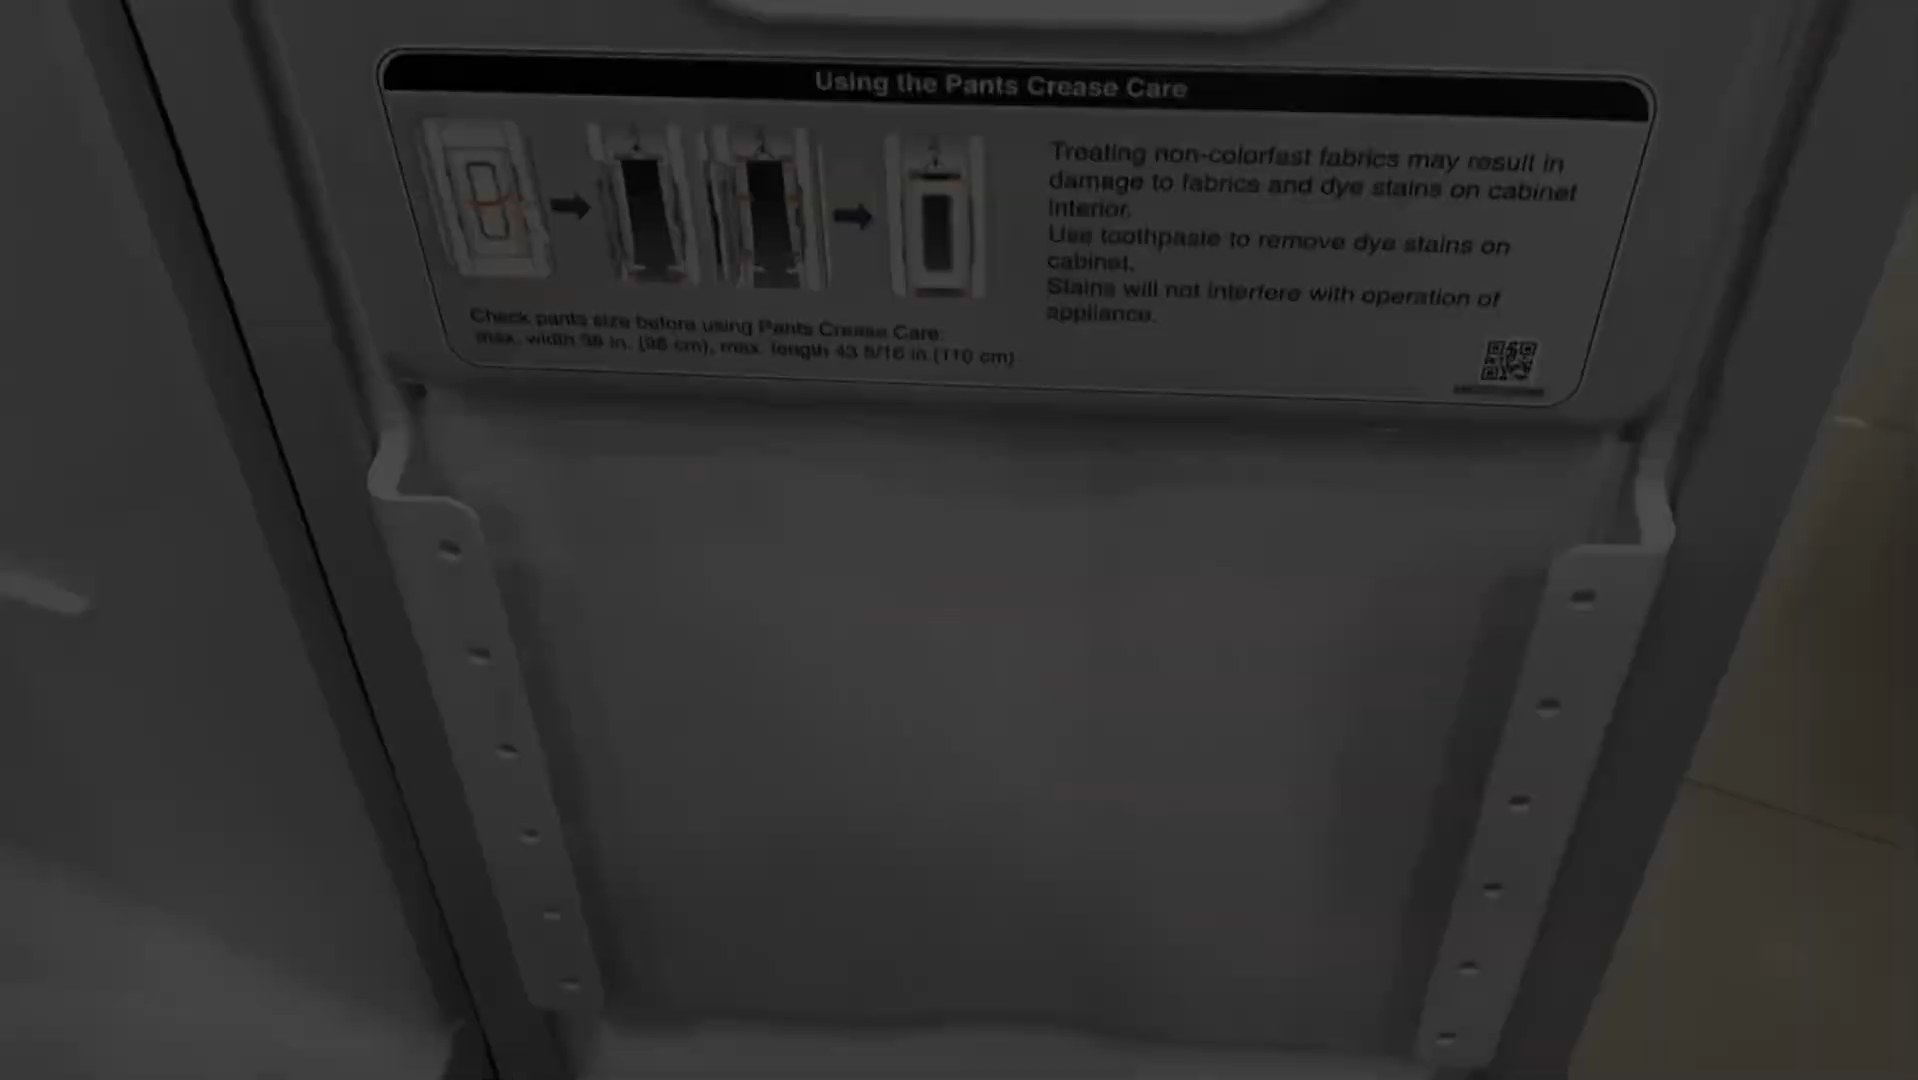 Using the Pants Crease Care
Treating non-colorfast fabrics may result in
damage to fabrics and dye stains on cabinet
interior.
Use toothpaste to remove dye stains on
cabinet.
Stains will not interfere with operation of
appliance.
Check pants size before using Pants Crease Care:
max. width in. cm), max. length 43 5/16 in.(110 cm)